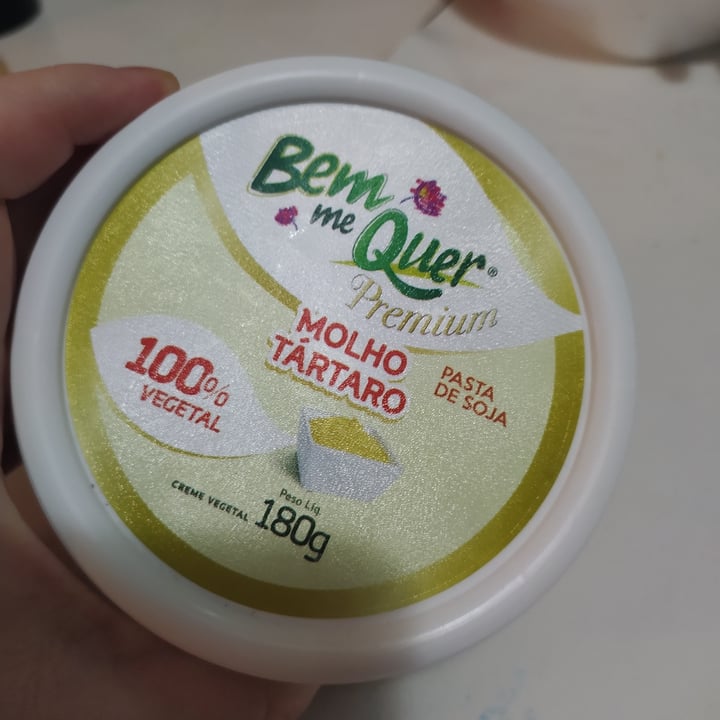 Bem
me
Quer®
Premium
MOLHO
TÁRTARO
PASTA
DE SOJA
100%
VEGETAL
CREME VEGETAL
Peso Líq.
180g